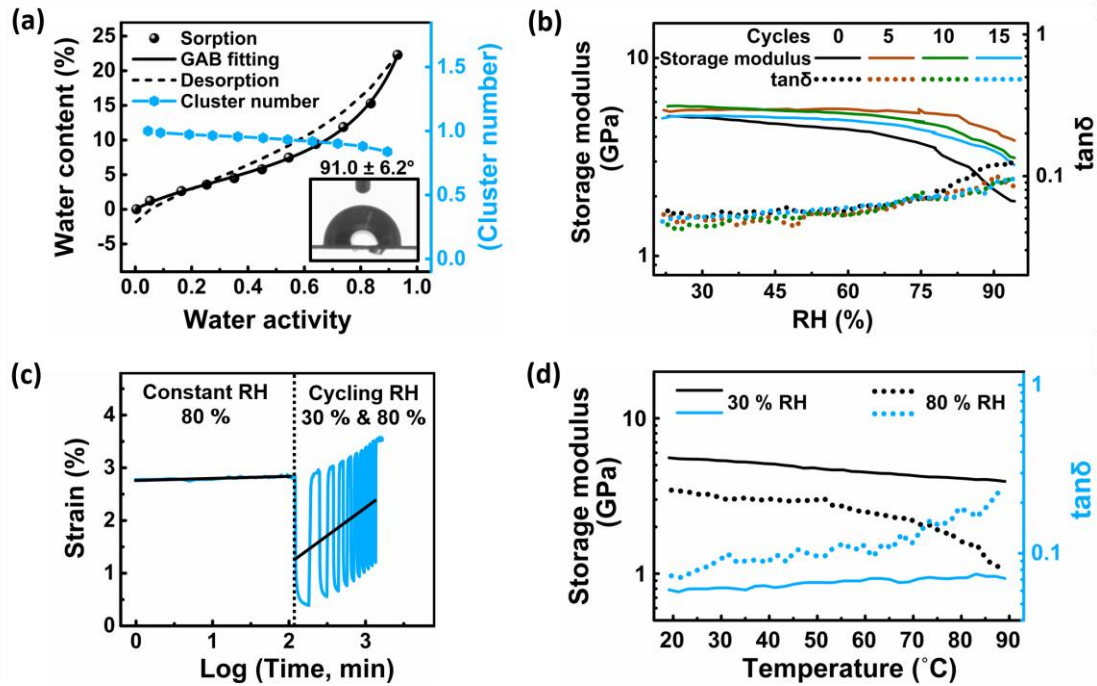 (a)
Water content (%)
25
20
15
10
5
0
-5
Sorption
GAB fitting
Desorption
Cluster number
91.0 ± 6.2°
1.5
1.0
0.5
0.0
(Cluster number)
0.0 0.2 0.4 0.6 0.8 1.0
Water activity
(b)
Storage modulus
(GPa)
10
1
Cycles 0 5 10 15
Storage modulus
tanδ
1
0.1
tanδ
30 45 60 75 90
RH (%)
(c)
Strain (%)
4
3
2
1
0
Constant RH
80 %
Cycling RH
30 % & 80 %
0 1 2 3
Log (Time, min)
(d)
Storage modulus
(GPa)
10
1
30 % RH
80 % RH
1
0.1
tanδ
20 30 40 50 60 70 80 90
Temperature (˚C)